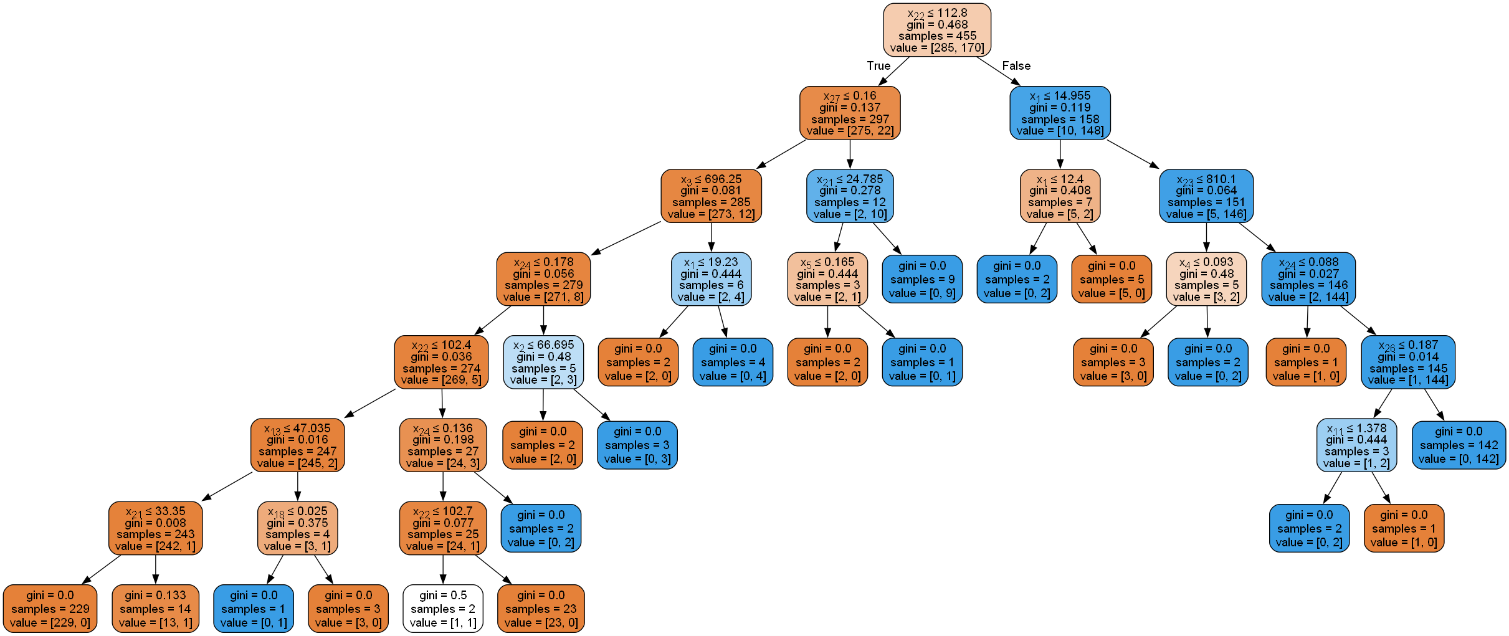 x22 ≤ 112.8
gini = 0.468
samples = 455
value = [285, 170]
True
False
x27 ≤ 0.16
gini = 0.137
samples = 297
value = [275, 22]
x1 ≤ 14.955
gini = 0.119
samples = 158
value = [10, 148]
x3 ≤ 696.25
gini = 0.081
samples = 285
value = [273, 12]
x21 ≤ 24.785
gini = 0.278
samples = 12
value = [2, 10]
x1 ≤ 12.4
gini = 0.408
samples = 7
value = [5, 2]
x23 ≤ 810.1
gini = 0.064
samples = 151
value = [5, 146]
x24 ≤ 0.178
gini = 0.056
samples = 279
value = [271, 8]
x1 ≤ 19.23
gini = 0.444
samples = 6
value = [2, 4]
x5 ≤ 0.165
gini = 0.444
samples = 3
value = [2, 1]
gini = 0.0
samples = 9
value = [0, 9]
gini = 0.0
samples = 2
value = [0, 2]
gini = 0.0
samples = 5
value = [5, 0]
x4 ≤ 0.093
gini = 0.48
samples = 5
value = [3, 2]
x24 ≤ 0.088
gini = 0.027
samples = 146
value = [2, 144]
x22 ≤ 102.4
gini = 0.036
samples = 274
value = [269, 5]
x2 ≤ 66.695
gini = 0.48
samples = 5
value = [2, 3]
gini = 0.0
samples = 2
value = [2, 0]
gini = 0.0
samples = 4
value = [0, 4]
gini = 0.0
samples = 2
value = [2, 0]
gini = 0.0
samples = 1
value = [0, 1]
gini = 0.0
samples = 3
value = [3, 0]
gini = 0.0
samples = 2
value = [0, 2]
gini = 0.0
samples = 1
value = [1, 0]
x26 ≤ 0.187
gini = 0.014
samples = 145
value = [1, 144]
x13 ≤ 47.035
gini = 0.016
samples = 247
value = [245, 2]
x24 ≤ 0.136
gini = 0.198
samples = 27
value = [24, 3]
gini = 0.0
samples = 2
value = [2, 0]
gini = 0.0
samples = 3
value = [0, 3]
x11 ≤ 1.378
gini = 0.444
samples = 3
value = [1, 2]
gini = 0.0
samples = 142
value = [0, 142]
x21 ≤ 33.35
gini = 0.008
samples = 243
value = [242, 1]
x18 ≤ 0.025
gini = 0.375
samples = 4
value = [3, 1]
x22 ≤ 102.7
gini = 0.077
samples = 25
value = [24, 1]
gini = 0.0
samples = 2
value = [0, 2]
gini = 0.0
samples = 2
value = [0, 2]
gini = 0.0
samples = 1
value = [1, 0]
gini = 0.0
samples = 229
value = [229, 0]
gini = 0.133
samples = 14
value = [13, 1]
gini = 0.0
samples = 1
value = [0, 1]
gini = 0.0
samples = 3
value = [3, 0]
gini = 0.5
samples = 2
value = [1, 1]
gini = 0.0
samples = 23
value = [23, 0]